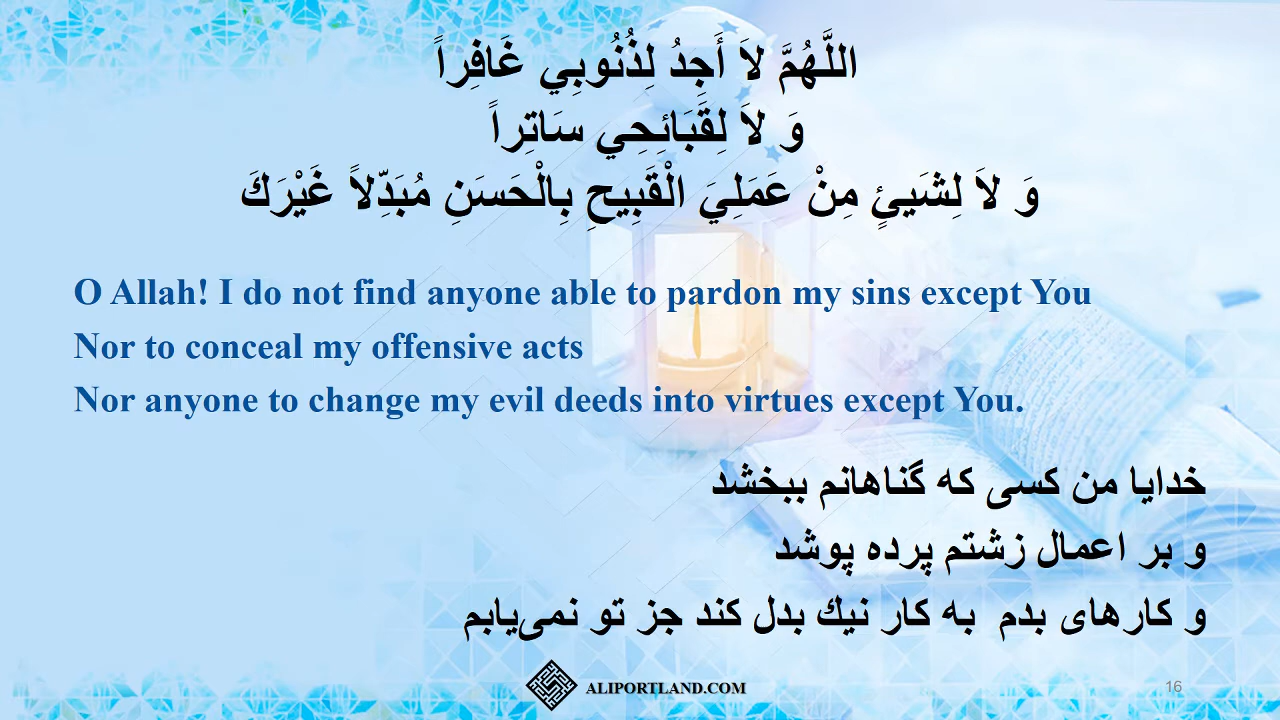 اللَّهُمَّ لاَ أَجِدُ لِذُنُوبِي غَافِراً
وَ لاَ لِقَبَائِحِي سَاتِراً
وَ لاَ لِشَيئٍ مِنْ عَمَلِيَ الْقَبِيحِ بِالْحَسَنِ مُبَدِّلاً غَيْرَكَ
O Allah! I do not find anyone able to pardon my sins except You
Nor to conceal my offensive acts
Nor anyone to change my evil deeds into virtues except You.
خدایا من کسی که گناهانم ببخشد
و بر اعمال زشتم پرده پوشد
و کارهای بدم به کار نیك بدل کند جز تو نمی‌یابم
ALIPORTLAND.COM
16